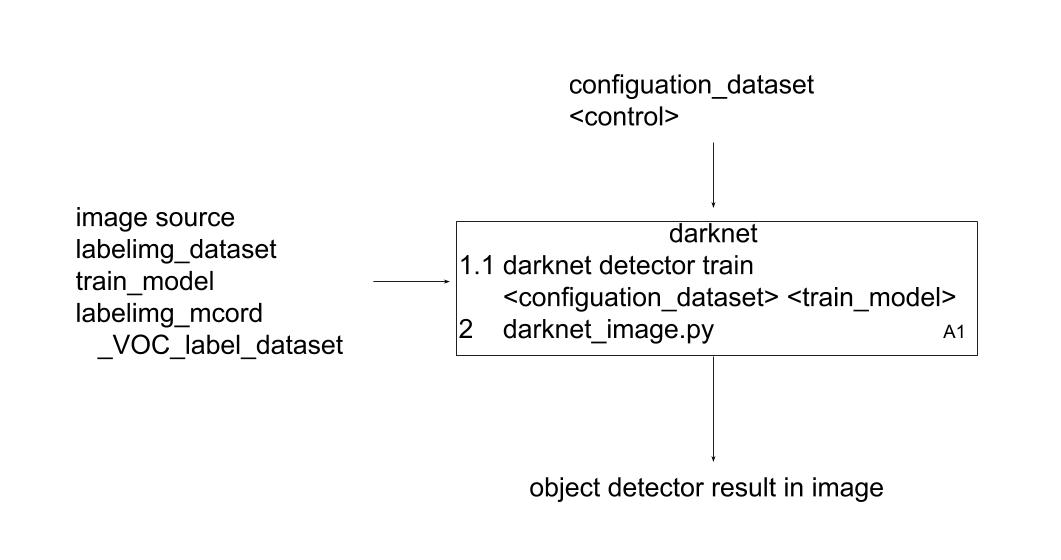 configuation_dataset
<control>
image source
labelimg_dataset
train_model
labelimg_mcord
_VOC_label_dataset
darknet
1.1 darknet detector train
<configuation_dataset> <train_model>
2 darknet_image.py A1
object detector result in image